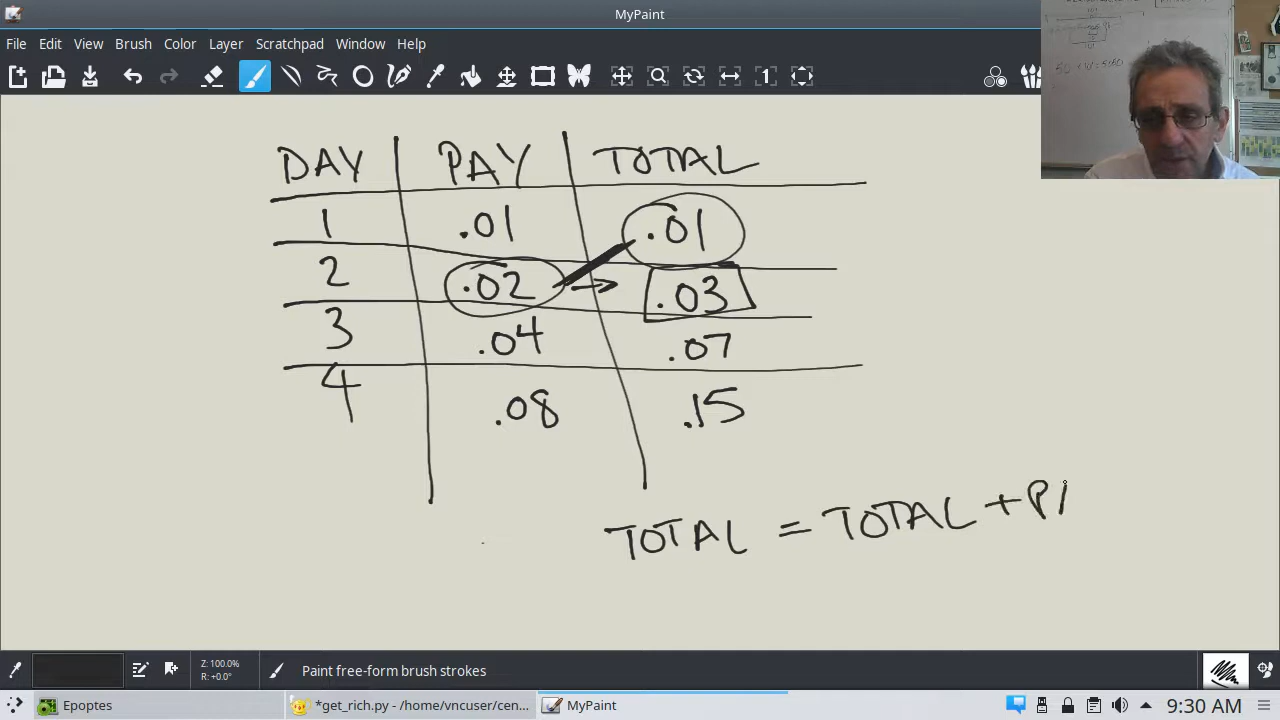 MyPaint
File Edit View Brush Color Layer Scratchpad Window Help
DAY PAY TOTAL
1 .01 .01
2 .02 .03
3 .04 .07
4 .08 .15
TOTAL = TOTAL + P
Z: 100.0%
R: +0.0°
Paint free-form brush strokes
Epoptes
*get_rich.py - /home/vncuser/cen...
MyPaint
9:30 AM